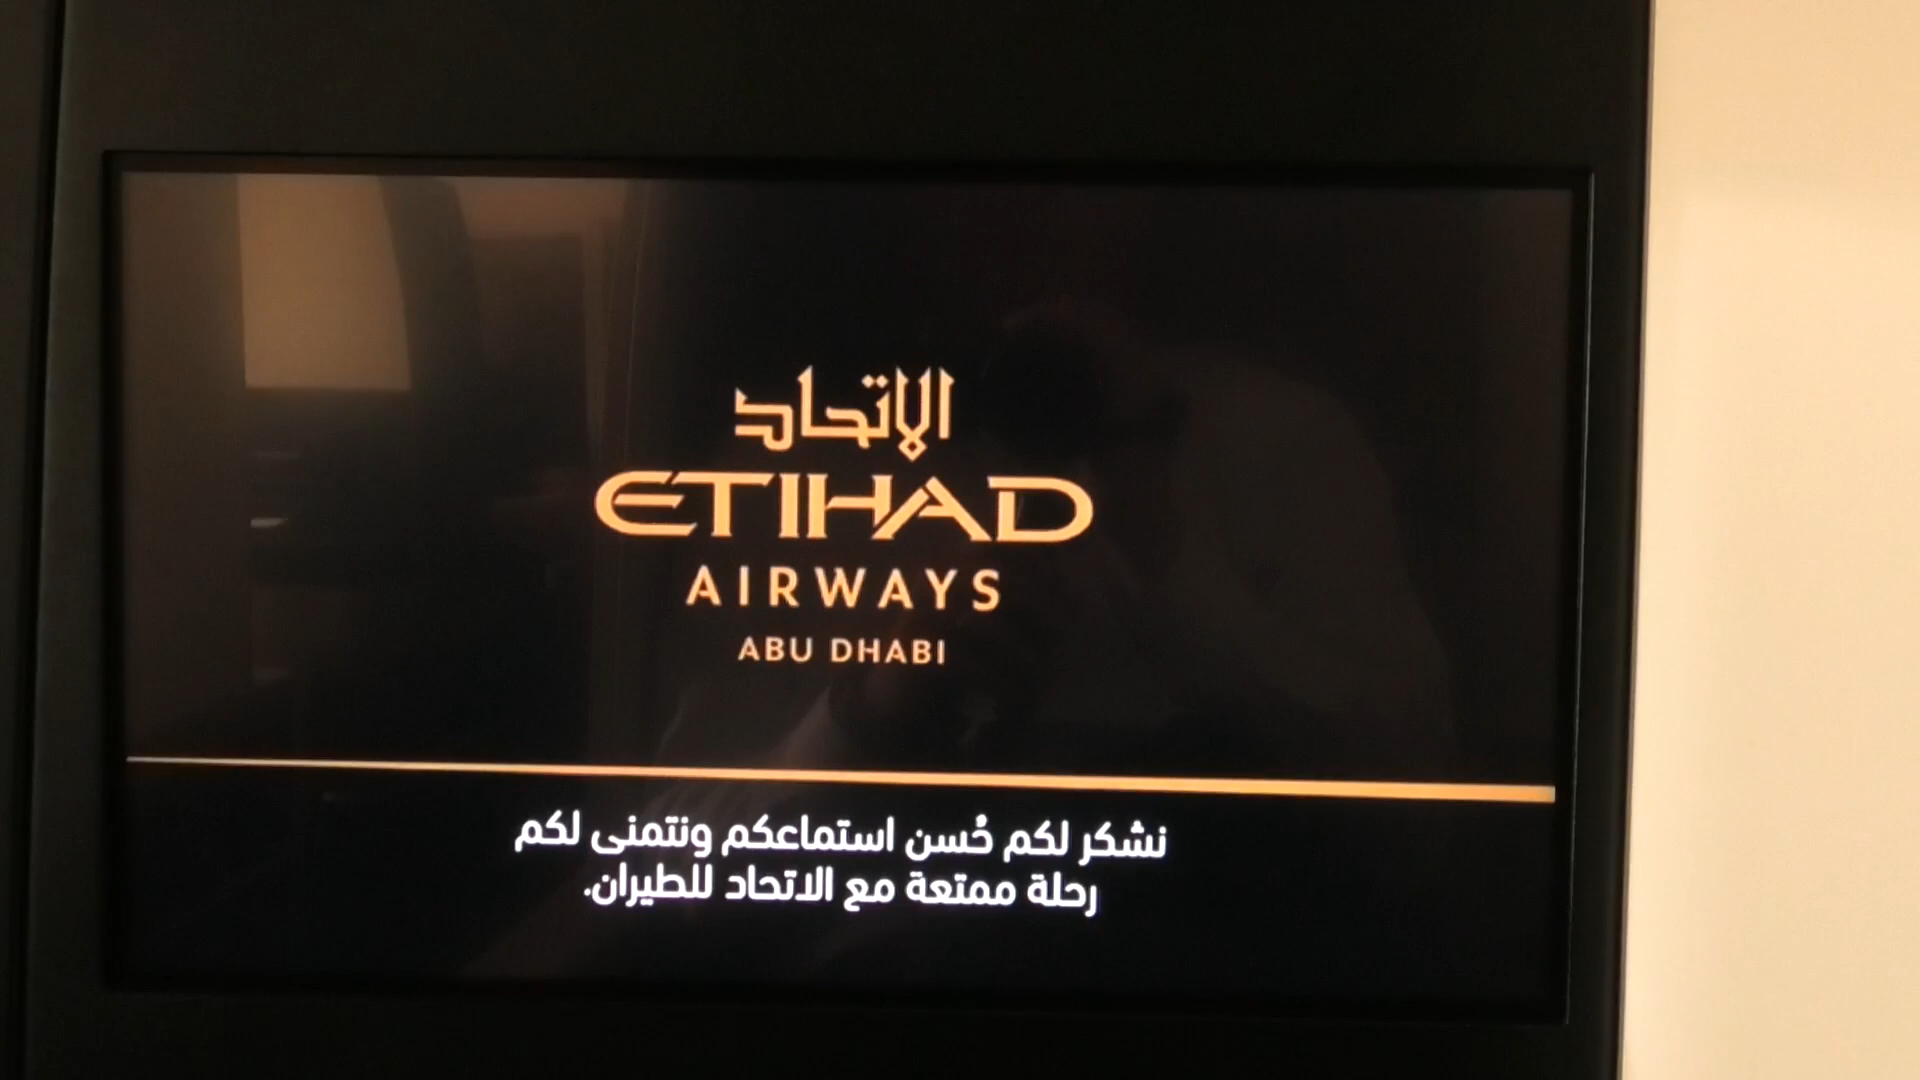 الاتحاد
ETIHAD
AIRWAYS
ABU DHABI
نشكر لكم حُسن استماعكم ونتمنى لكم
رحلة ممتعة مع الاتحاد للطيران.